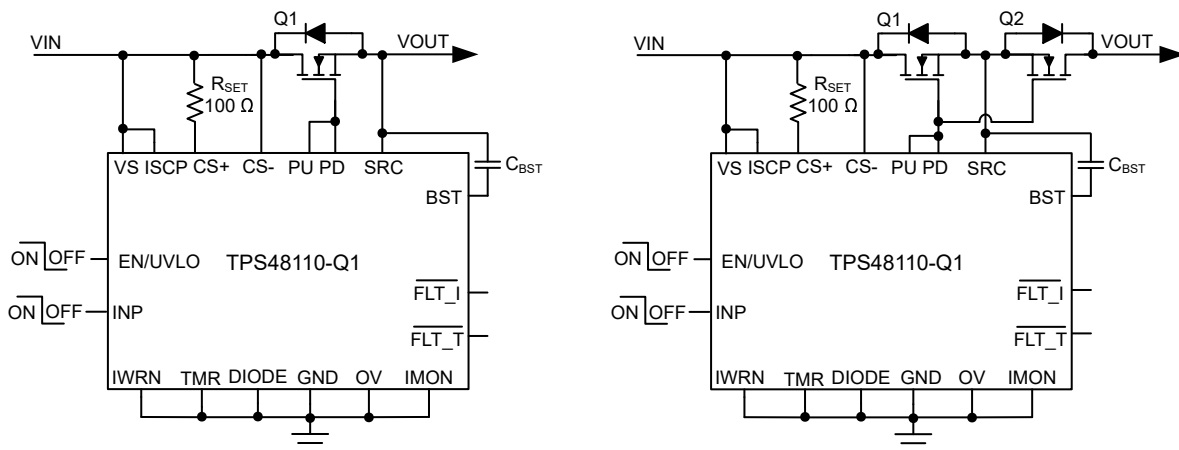 Q1
VIN
VOUT
RSET
100 Ω
VS ISCP CS+ CS- PU PD SRC
CBST
BST
ON OFF
EN/UVLO
TPS48110-Q1
ON OFF
INP
FLT_I
FLT_T
IWRN TMR DIODE GND OV IMON
Q1 Q2
VIN
VOUT
RSET
100 Ω
VS ISCP CS+ CS- PU PD SRC
CBST
BST
ON OFF
EN/UVLO
TPS48110-Q1
ON OFF
INP
FLT_I
FLT_T
IWRN TMR DIODE GND OV IMON